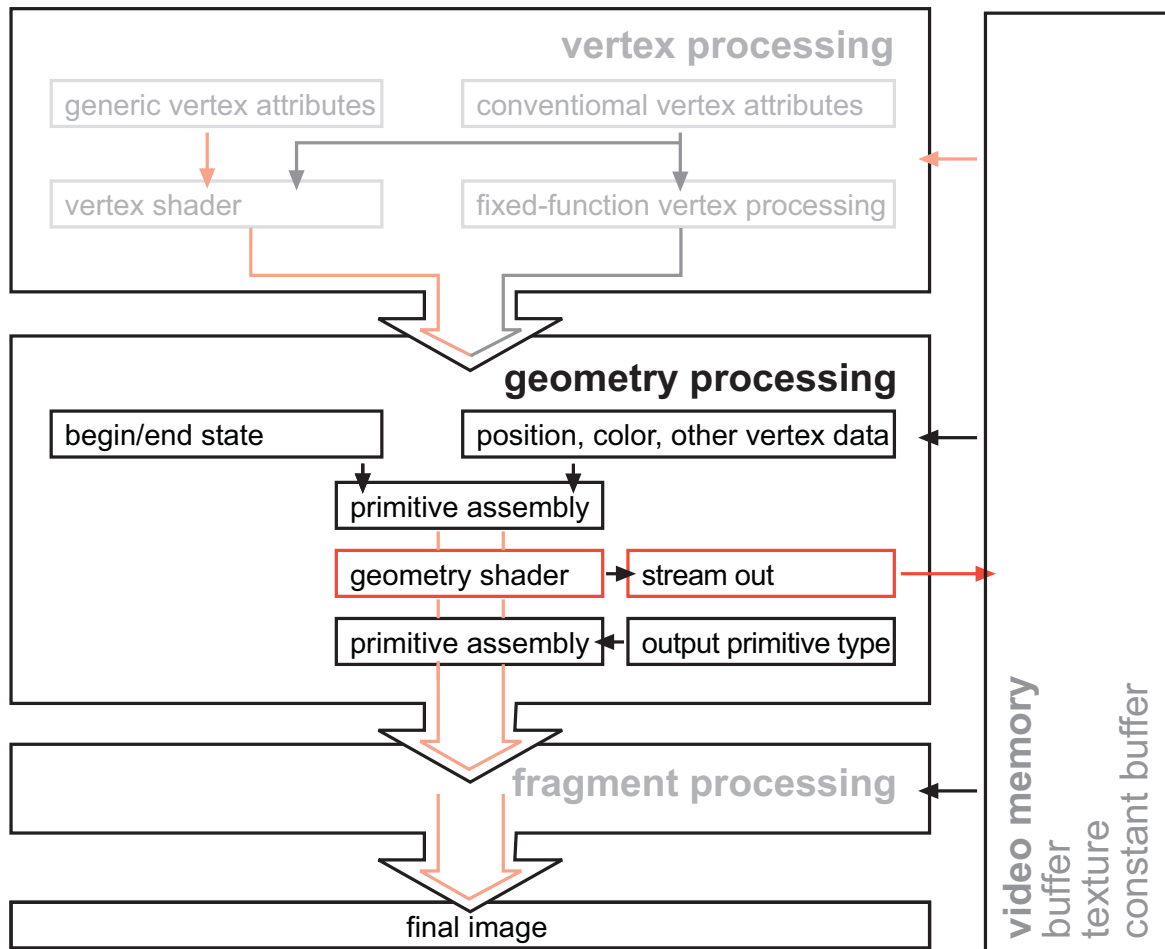 vertex processing
generic vertex attributes
conventiomal vertex attributes
vertex shader
fixed-function vertex processing
geometry processing
begin/end state
position, color, other vertex data
primitive assembly
geometry shader
stream out
primitive assembly
output primitive type
fragment processing
final image
video memory
buffer
texture
constant buffer